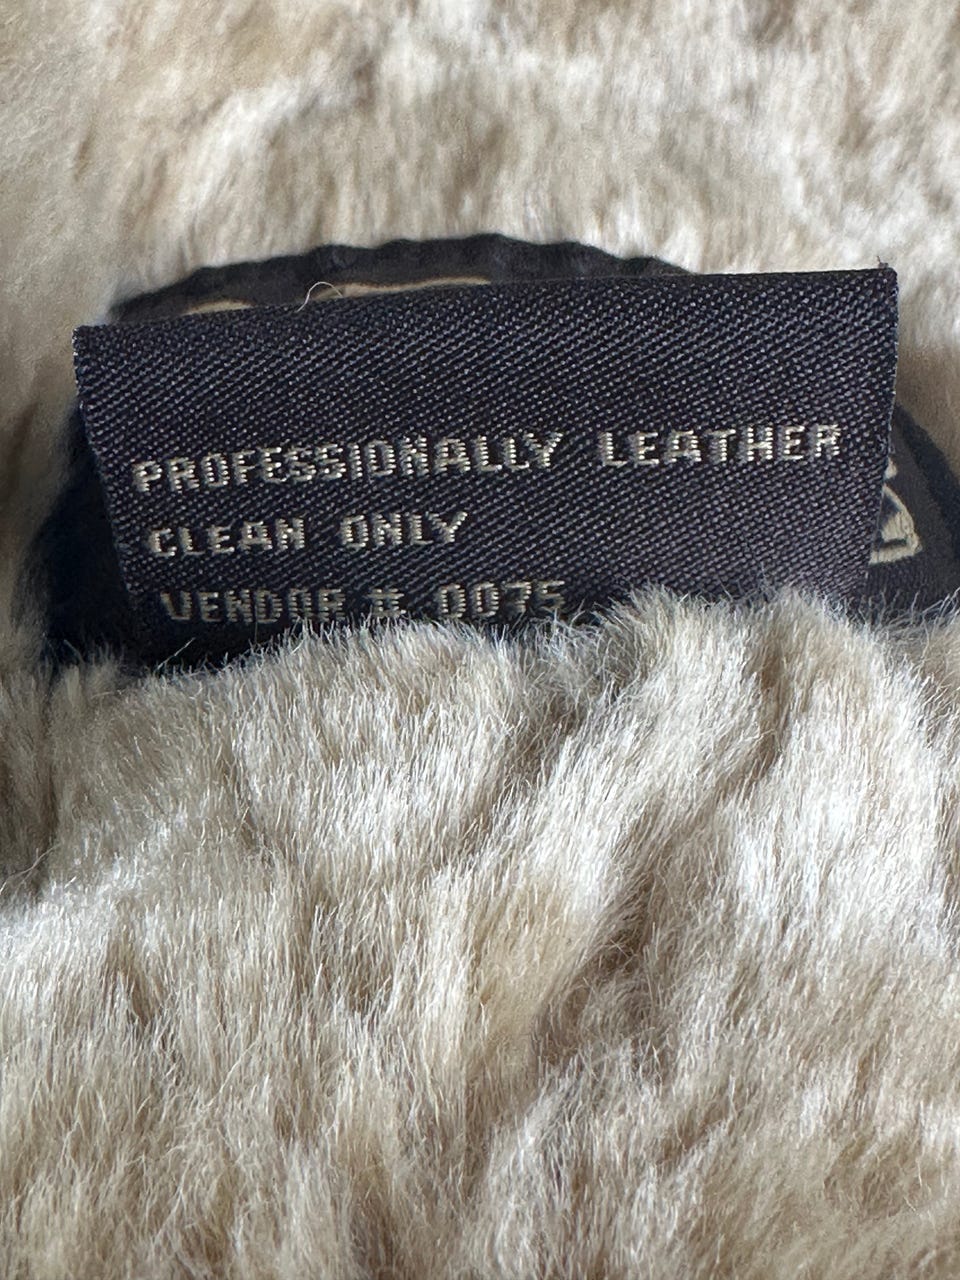 PROFESSIONALLY LEATHER
CLEAN ONLY
VENDOR # 0075